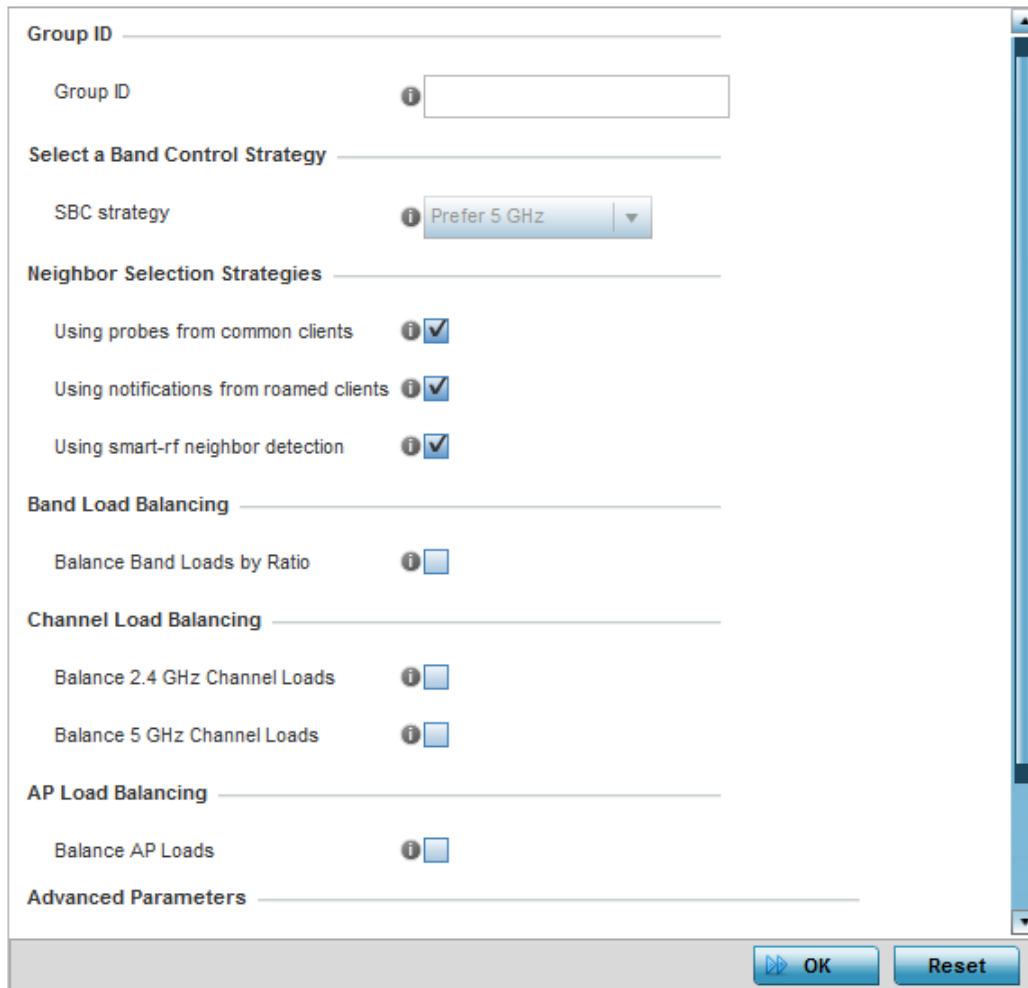 Group ID
Group ID
Select a Band Control Strategy
SBC strategy
Prefer 5 GHz
Neighbor Selection Strategies
Using probes from common clients
Using notifications from roamed clients
Using smart-rf neighbor detection
Band Load Balancing
Balance Band Loads by Ratio
Channel Load Balancing
Balance 2.4 GHz Channel Loads
Balance 5 GHz Channel Loads
AP Load Balancing
Balance AP Loads
Advanced Parameters
OK Reset